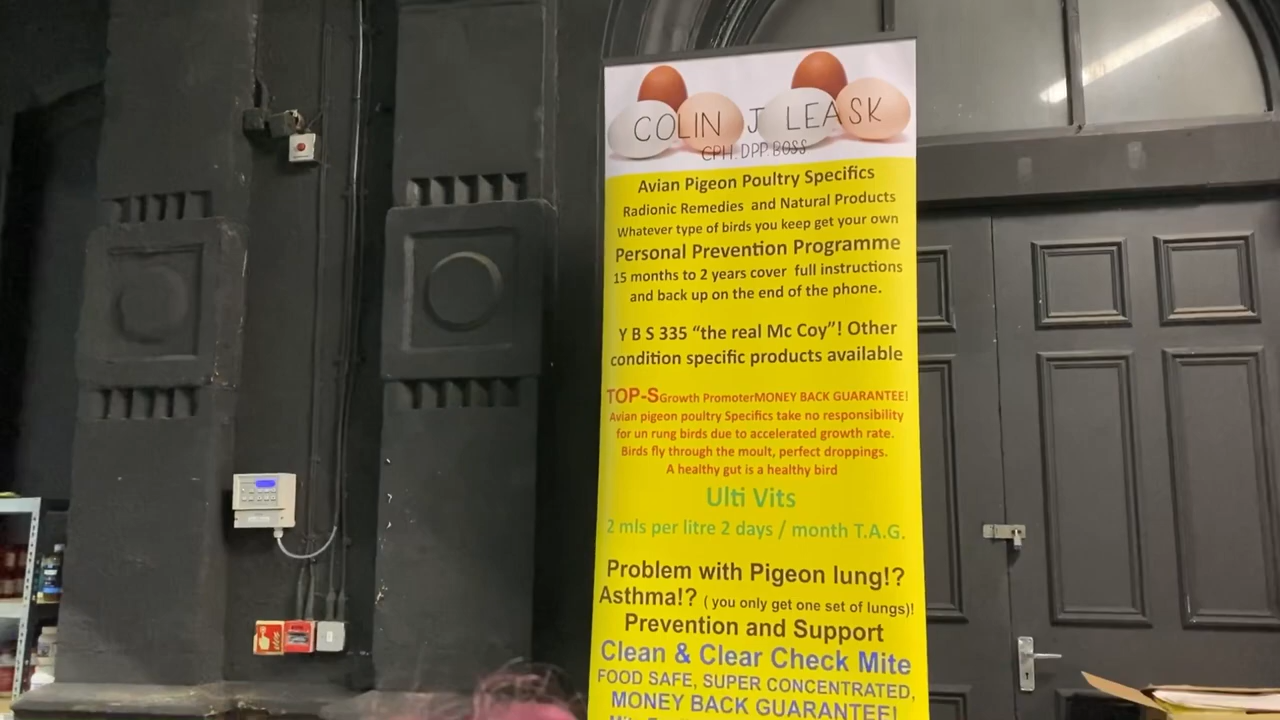 COLIN J LEASK
CPH. DPP. BOSS
Avian Pigeon Poultry Specifics
Radionic Remedies and Natural Products
Whatever type of birds you keep get your own
Personal Prevention Programme
15 months to 2 years cover full instructions
and back up on the end of the phone.
Y B S 335 “the real Mc Coy”! Other
condition specific products available
TOP-S Growth Promoter MONEY BACK GUARANTEE!
Avian pigeon poultry Specifics take no responsibility
for un rung birds due to accelerated growth rate.
Birds fly through the moult, perfect droppings.
A healthy gut is a healthy bird
Ulti Vits
2 mls per litre 2 days / month T.A.G.
Problem with Pigeon lung!?
Asthma!? ( you only get one set of lungs)!
Prevention and Support
Clean & Clear Check Mite
FOOD SAFE, SUPER CONCENTRATED,
MONEY BACK GUARANTEE!